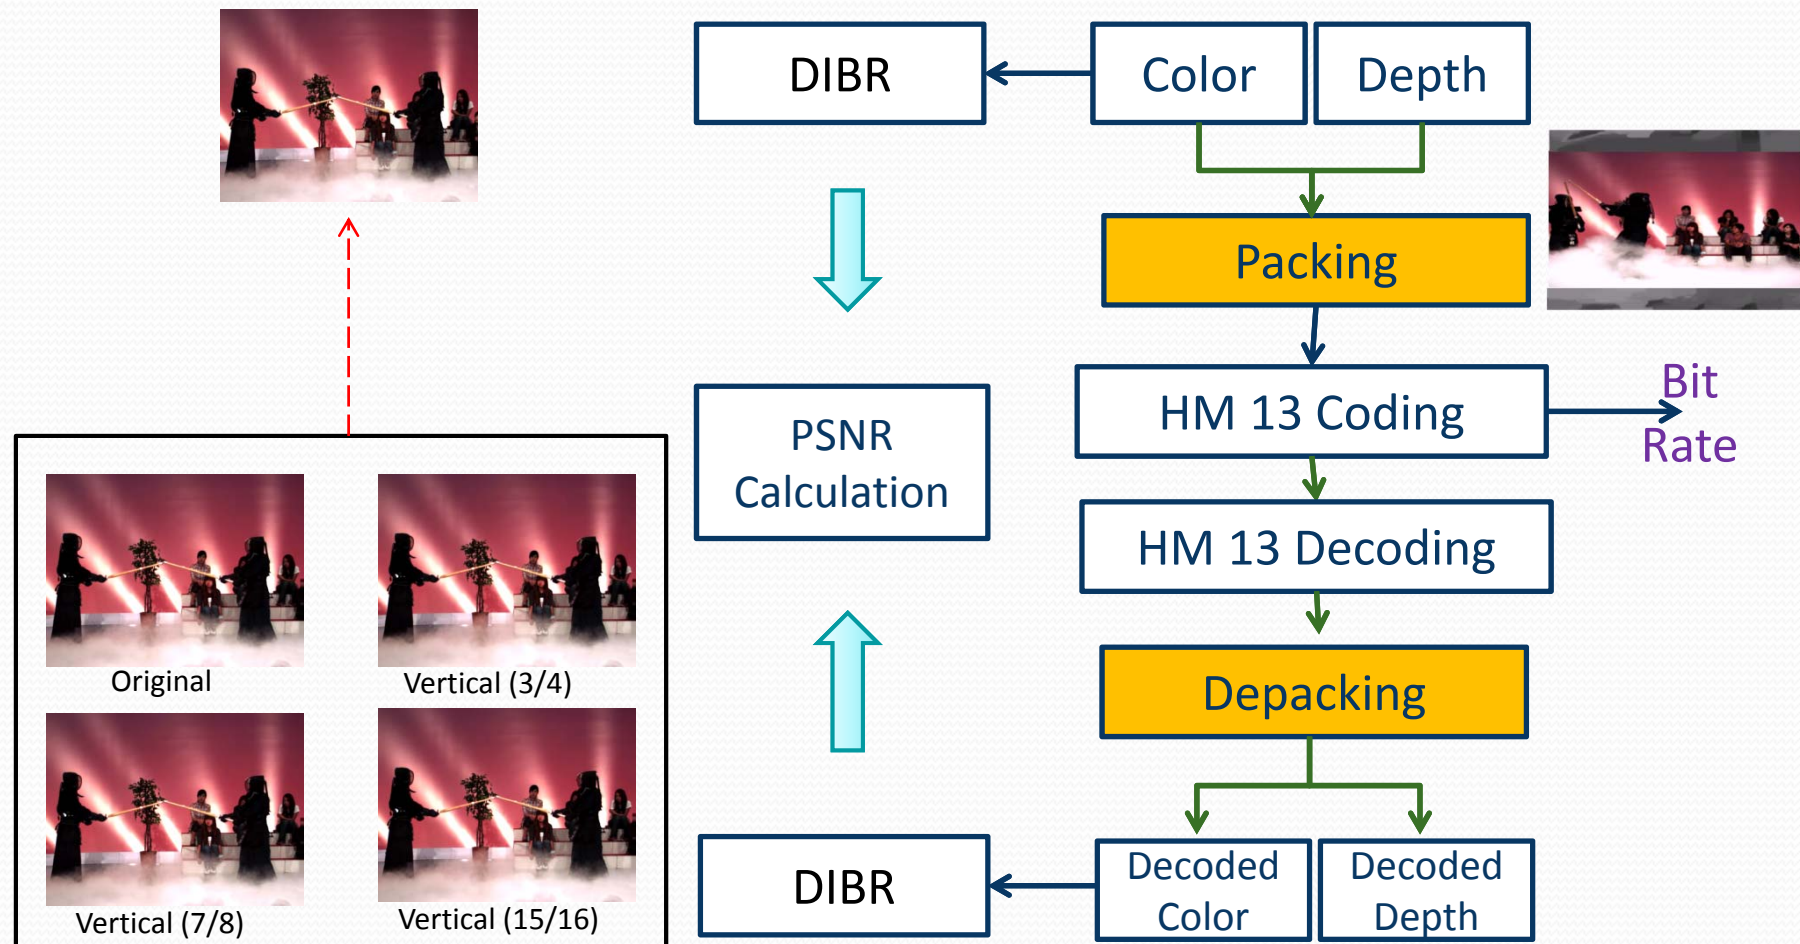 DIBR
Color
Depth
Packing
HM 13 Coding
Bit
Rate
PSNR
Calculation
HM 13 Decoding
Original
Vertical (3/4)
Depacking
Vertical (7/8)
Vertical (15/16)
DIBR
Decoded
Color
Decoded
Depth